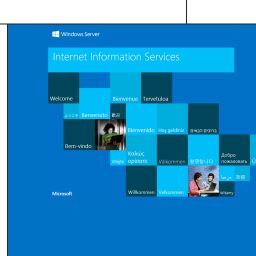 Windows Server
Internet Information Services
Welcome
Bienvenue
Tervetuloa
ようこそ
Benvenuto
歡迎
Bienvenido
Hoş geldiniz
ברוכים הבאים
Bem-vindo
Vítejte
Καλώς
ορίσατε
Välkommen
환영합니다
Добро
пожаловать
مرحبا
欢迎
Willkommen
Velkommen
Witamy
Microsoft